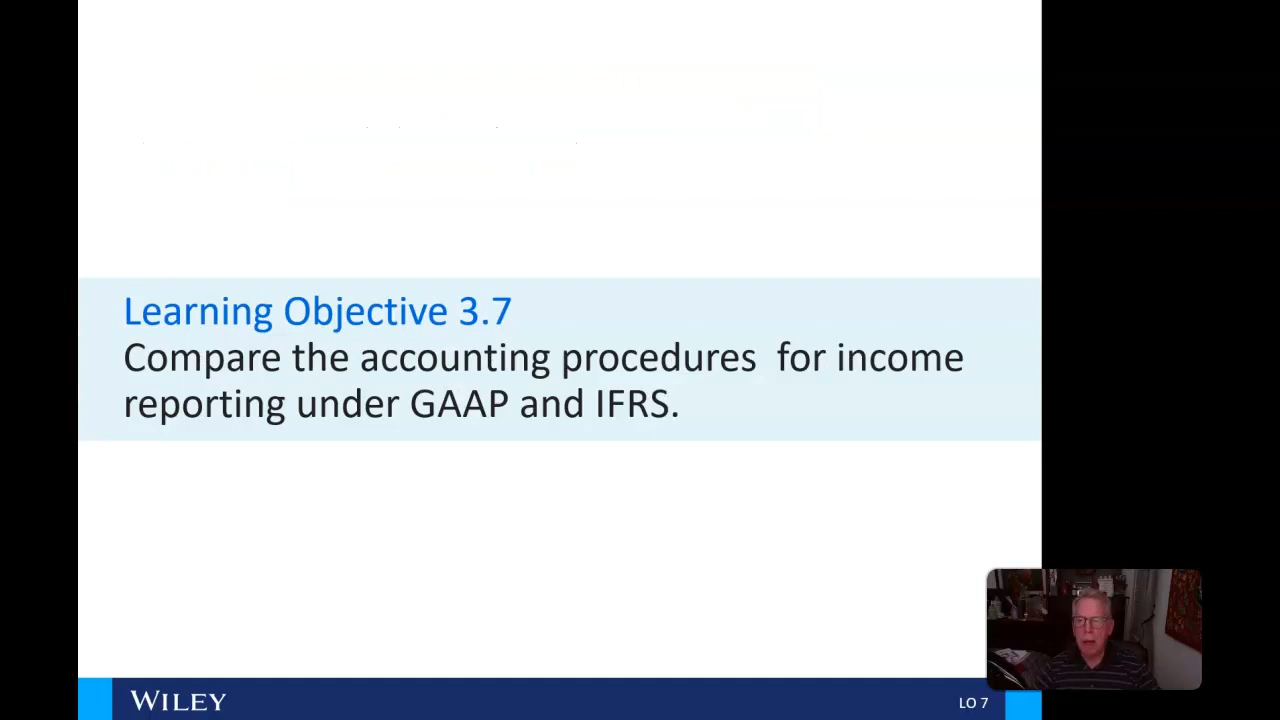 Learning Objective 3.7
Compare the accounting procedures  for income
reporting under GAAP and IFRS.
WILEY
LO 7